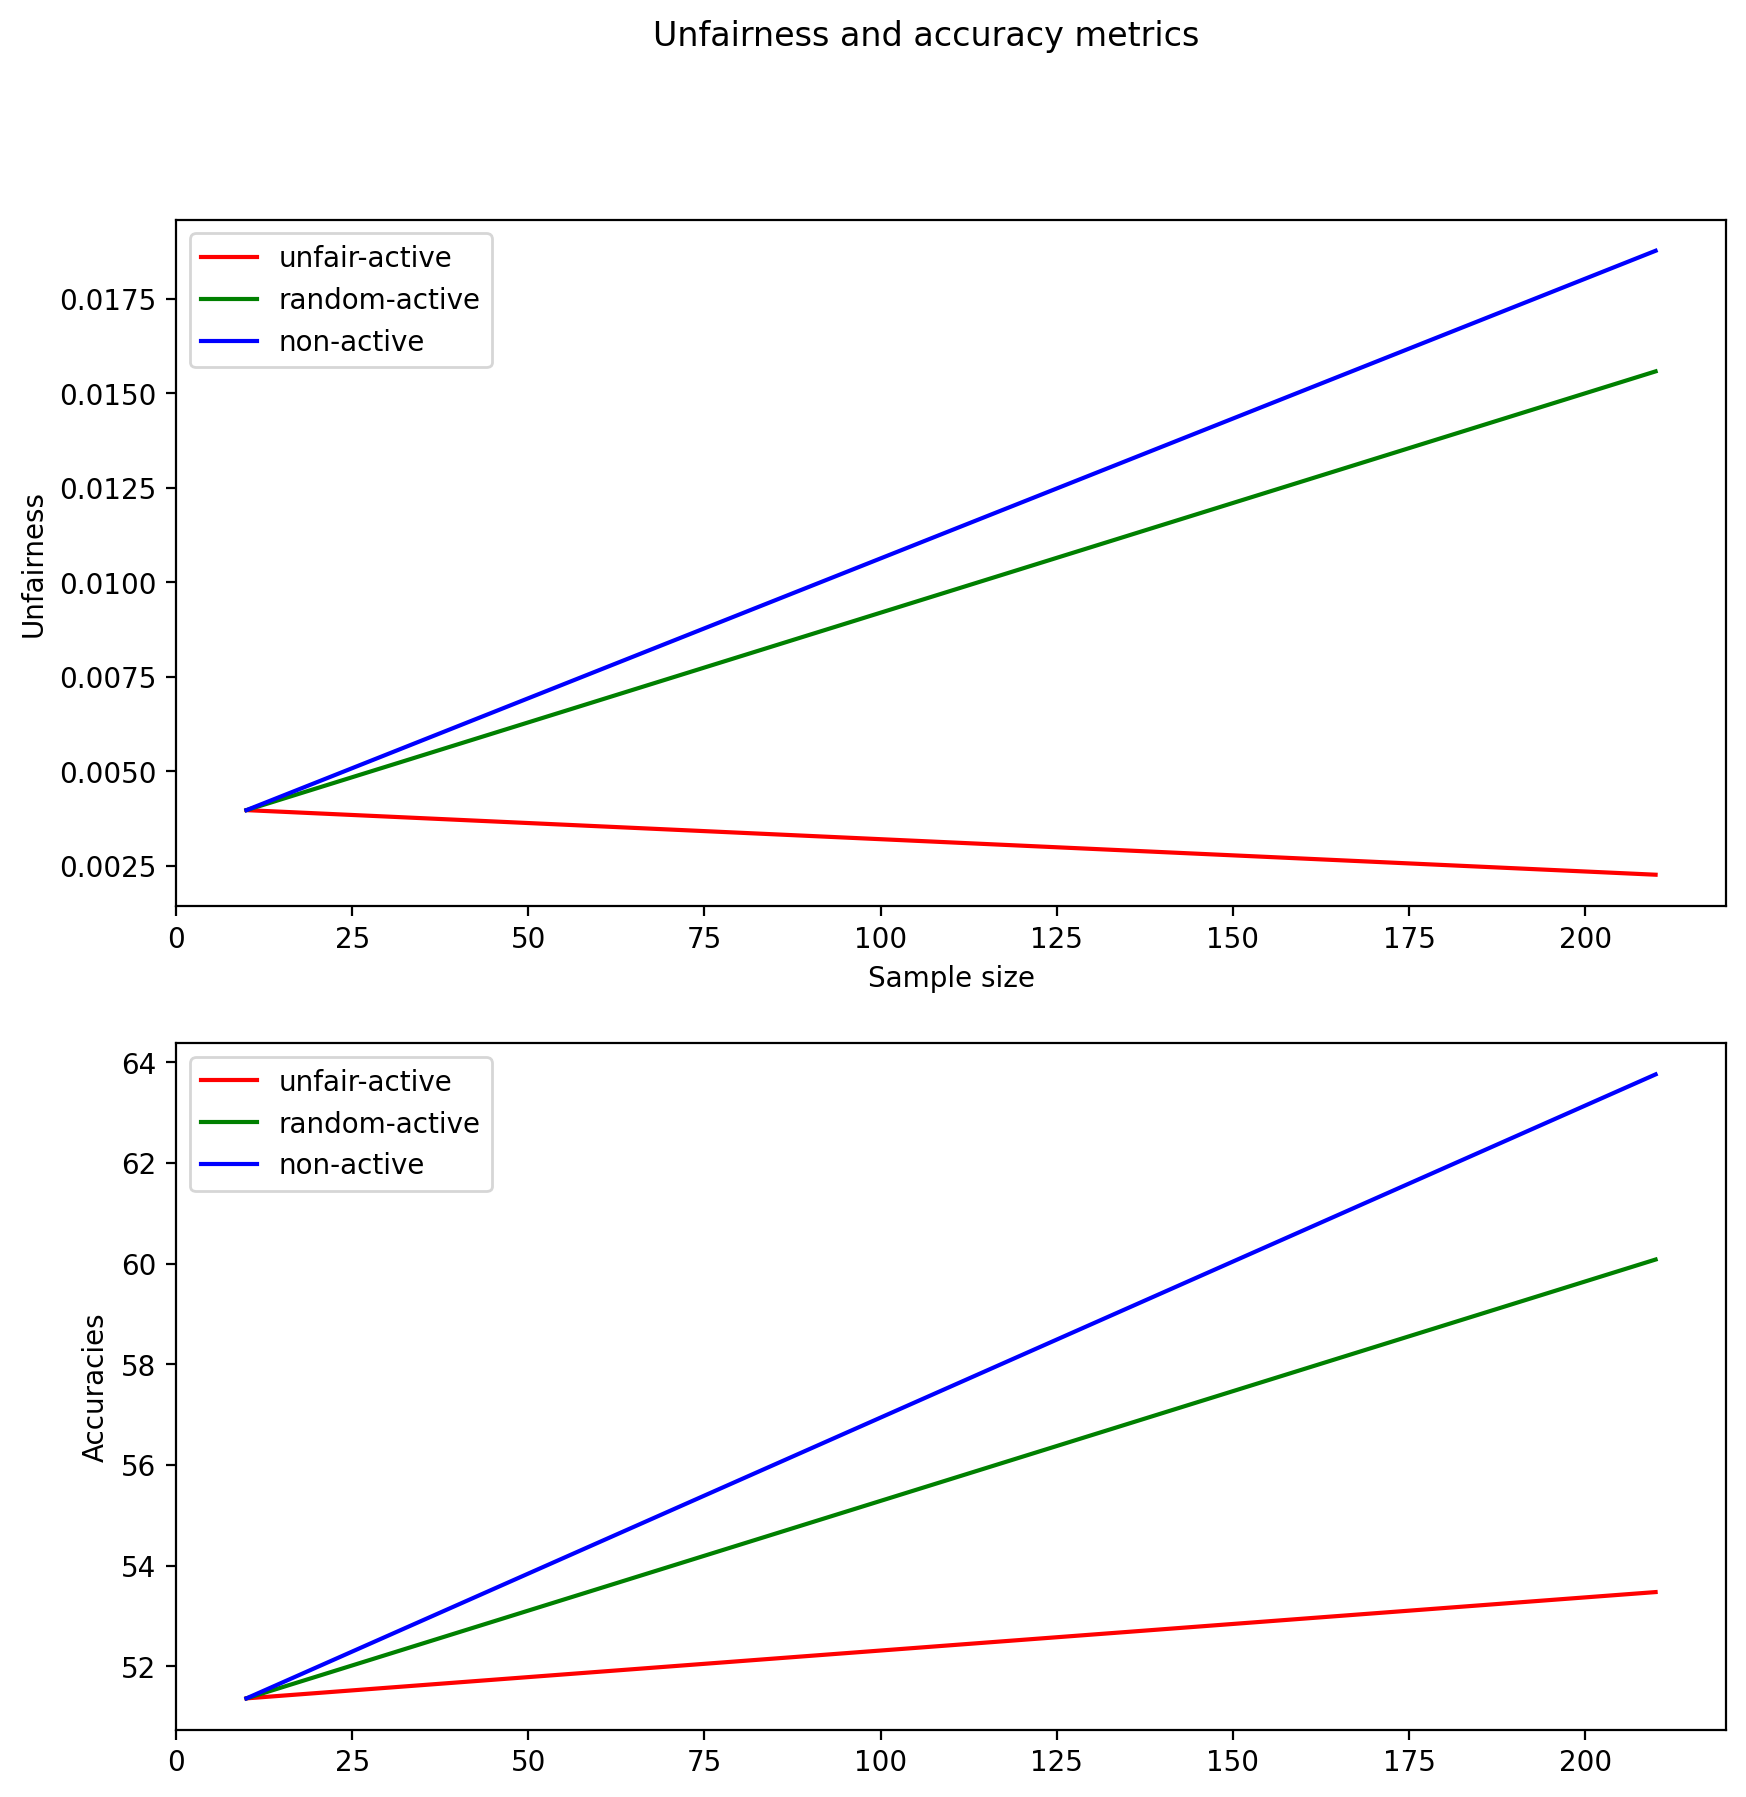 Unfairness and accuracy metrics
unfair-active
random-active
non-active
0.0175
0.0150
0.0125
0.0100
0.0075
0.0050
0.0025
Unfairness
0 25 50 75 100 125 150 175 200
Sample size
unfair-active
random-active
non-active
64
62
60
58
56
54
52
Accuracies
0 25 50 75 100 125 150 175 200